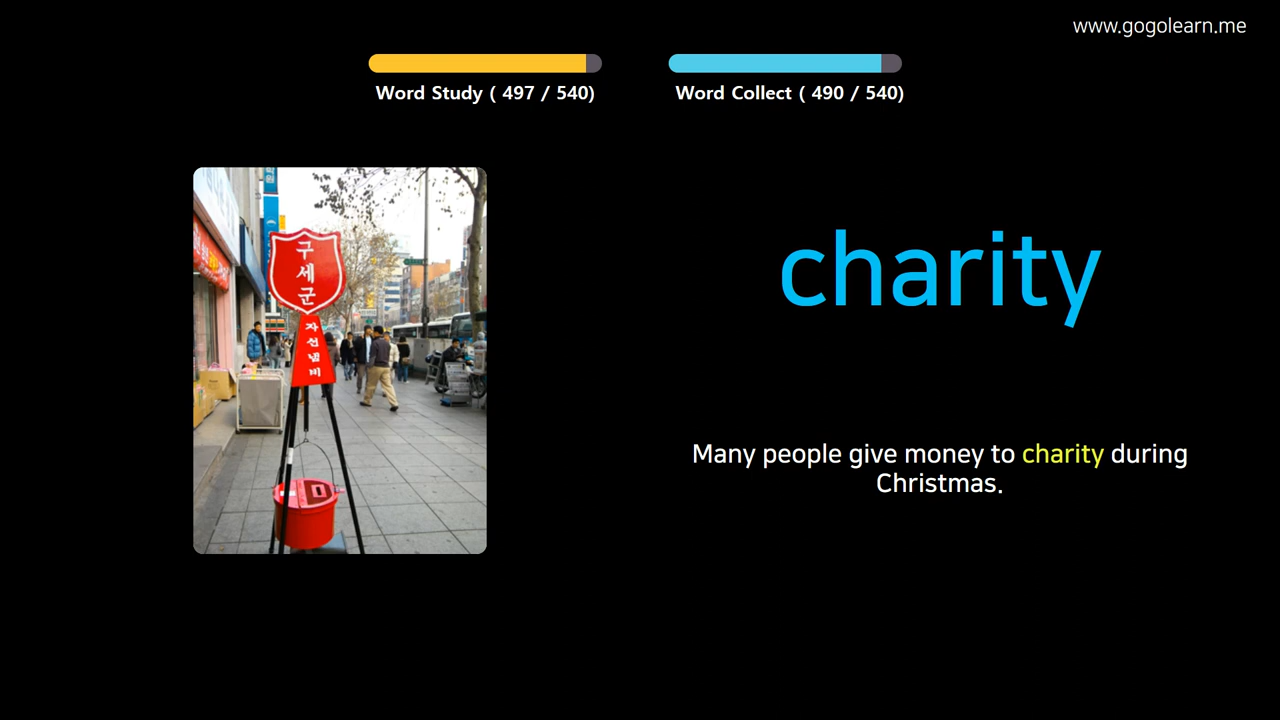 www.gogolearn.me
Word Study ( 497 / 540)
Word Collect ( 490 / 540)
구
세
군
자
선
냄
비
charity
Many people give money to charity during
Christmas.